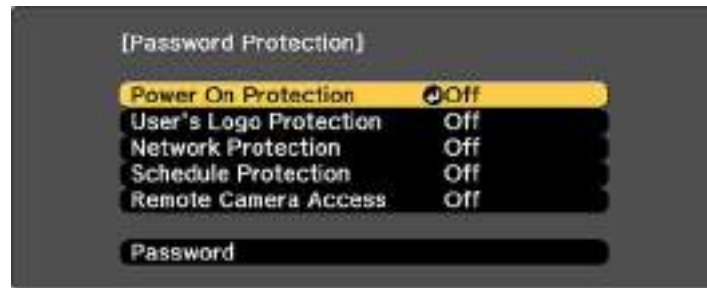 [Password Protection]
Power On Protection Off
User's Logo Protection Off
Network Protection Off
Schedule Protection Off
Remote Camera Access Off
Password